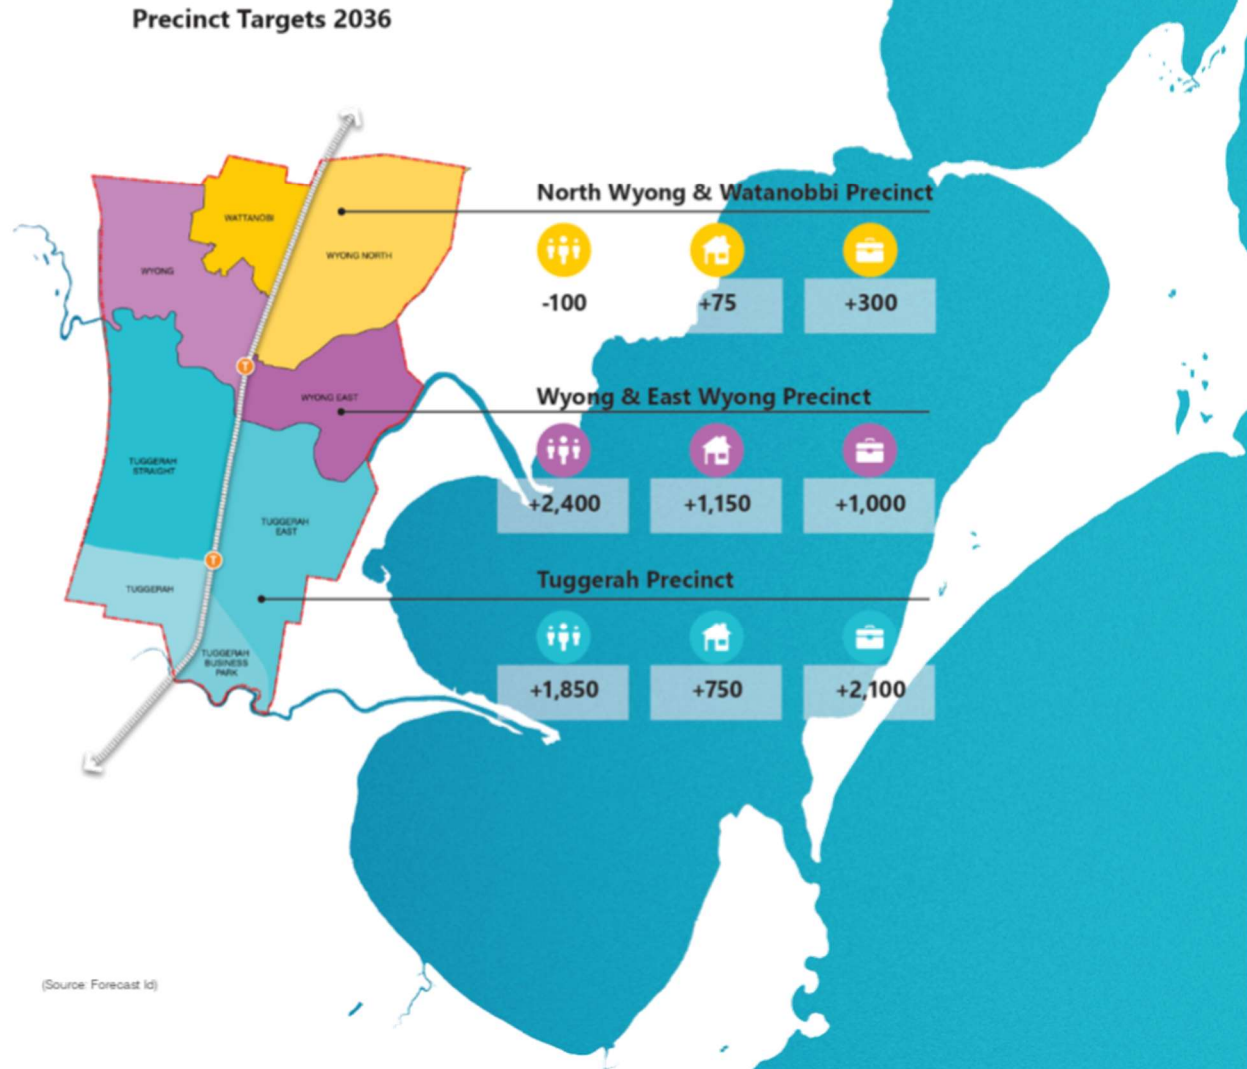 Precinct Targets 2036
WATTANOBI
WYONG NORTH
WYONG
WYONG EAST
TUGGERAH
STRAIGHT
TUGGERAH
EAST
TUGGERAH
TUGGERAH
BUSINESS
PARK
T
T
North Wyong & Watanobbi Precinct
-100
+75
+300
Wyong & East Wyong Precinct
+2,400
+1,150
+1,000
Tuggerah Precinct
+1,850
+750
+2,100
(Source: Forecast Id)